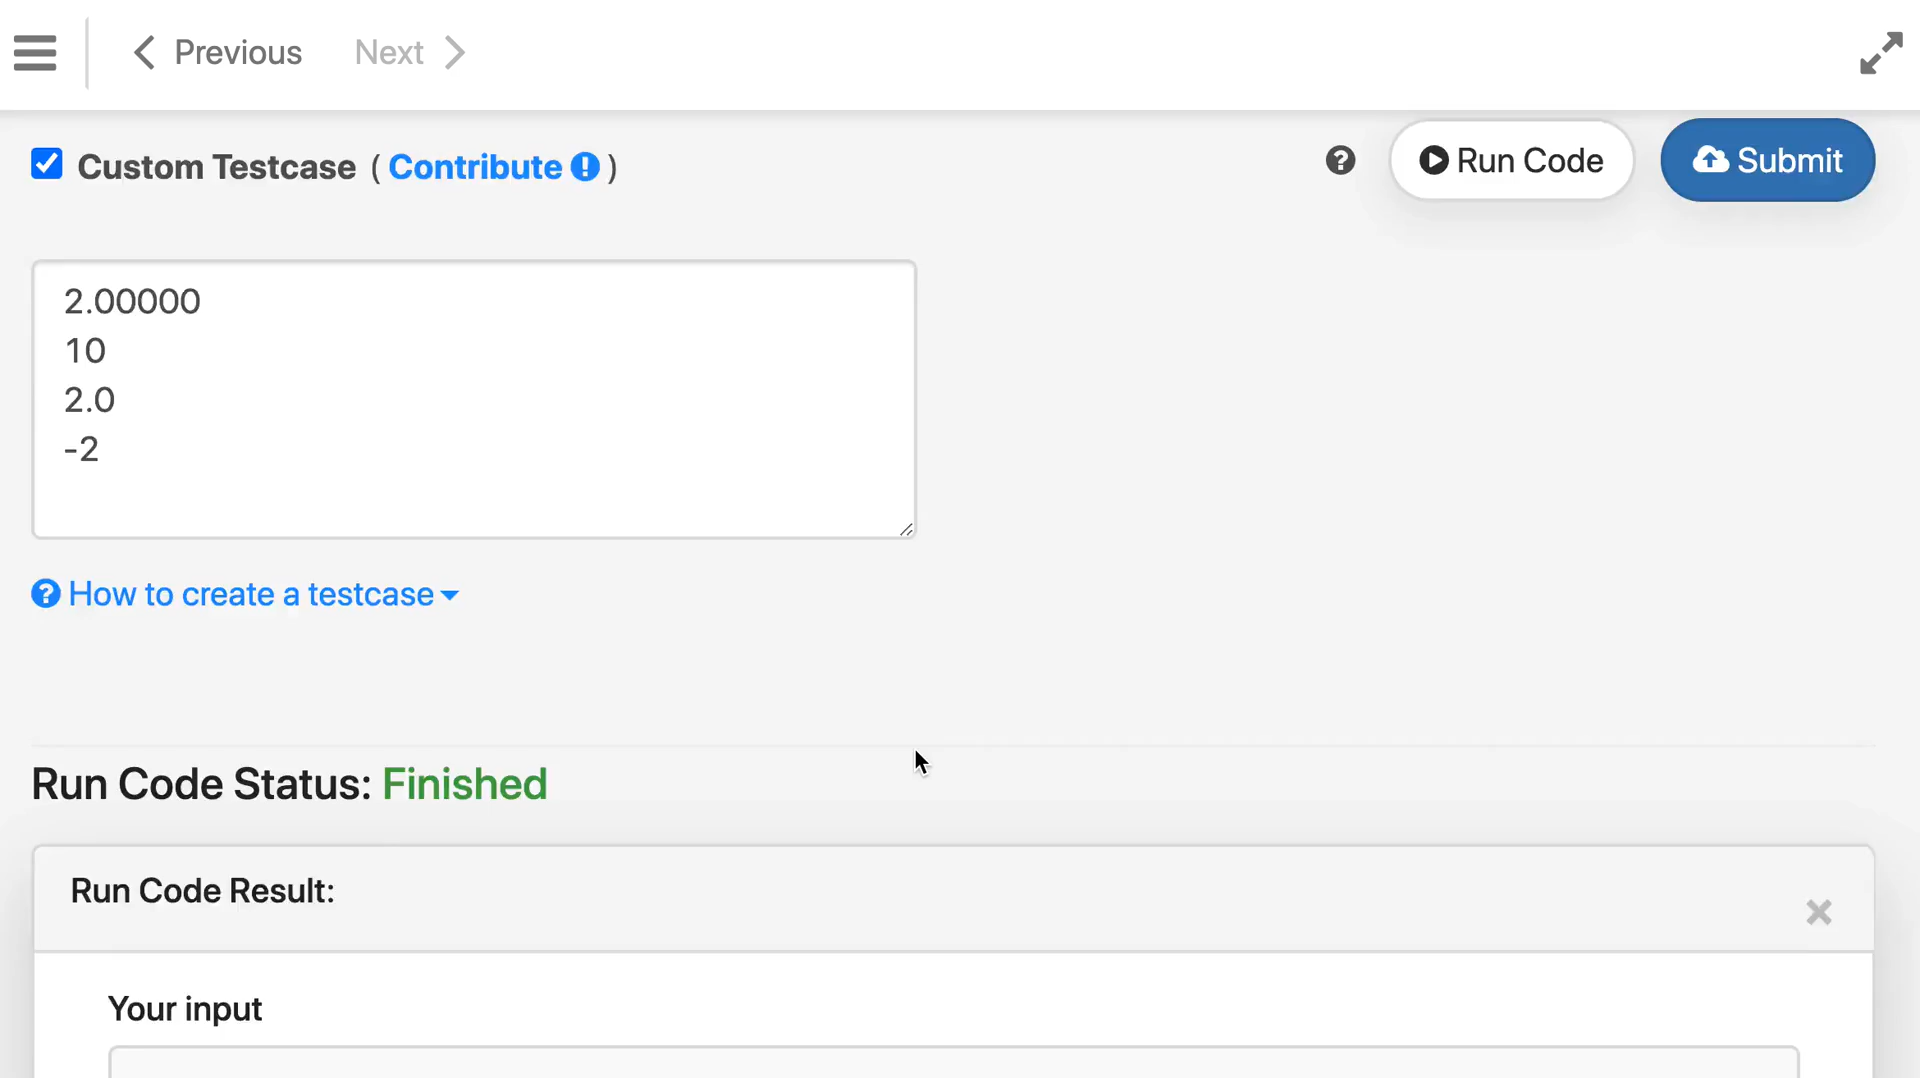 Previous Next
Custom Testcase ( Contribute ! )
? Run Code Submit
2.00000
10
2.0
-2
? How to create a testcase
Run Code Status: Finished
Run Code Result:
Your input